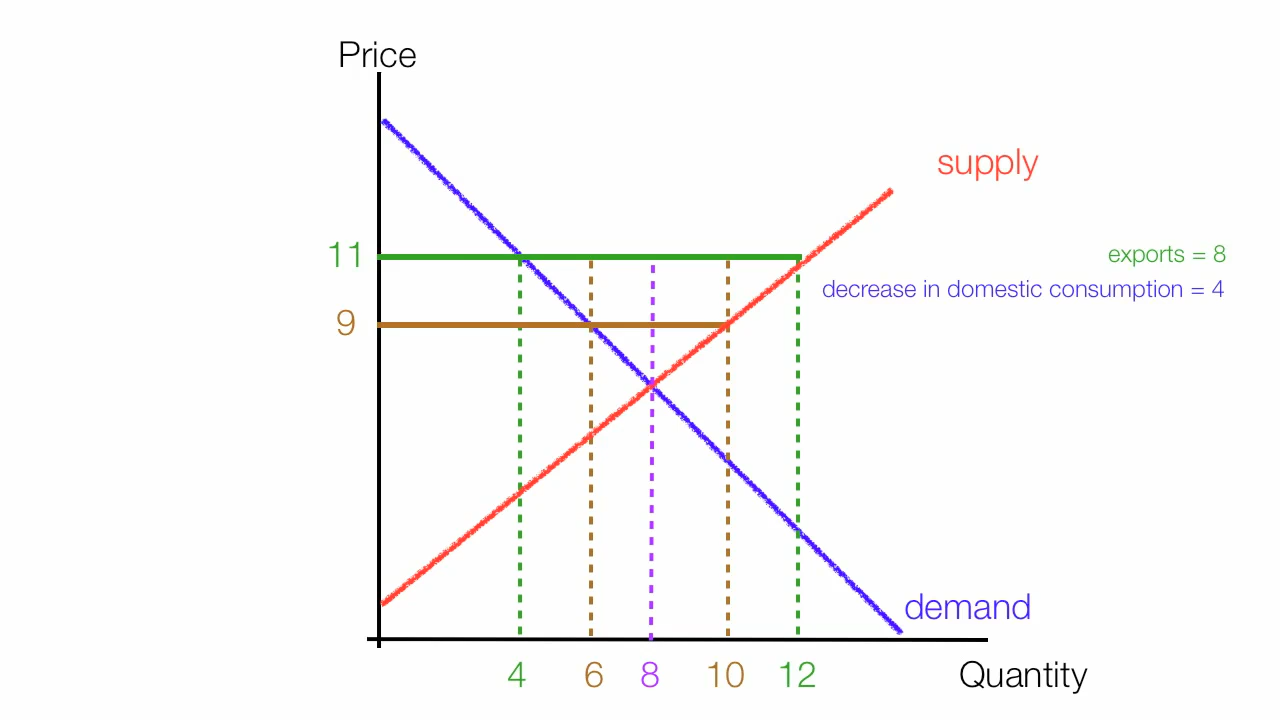 Price
supply
11
exports = 8
decrease in domestic consumption = 4
9
demand
4 6 8 10 12 Quantity